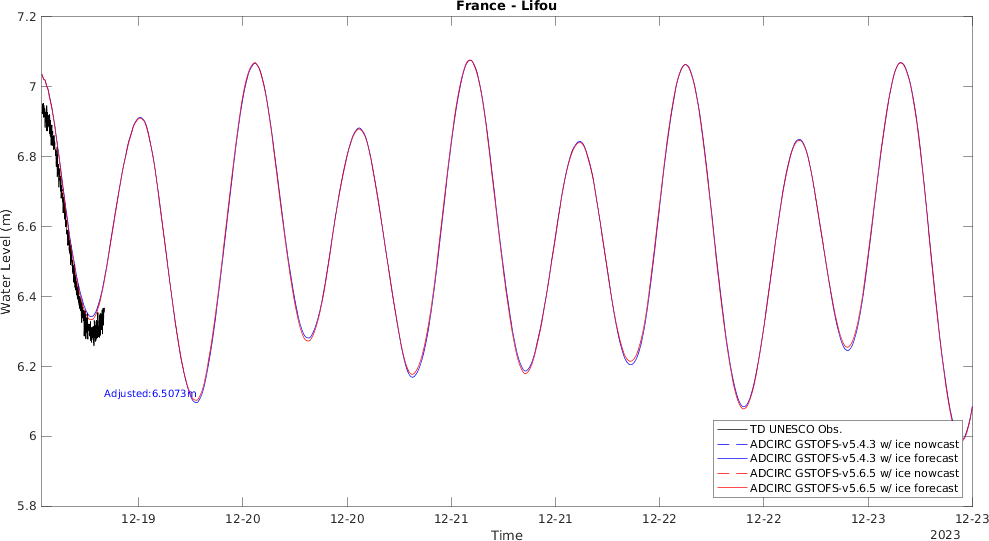 France - Lifou
Water Level (m)
7.2
7
6.8
6.6
6.4
6.2
6
5.8
Adjusted:6.5073m
TD UNESCO Obs.
ADCIRC GSTOFS-v5.4.3 w/ ice nowcast
ADCIRC GSTOFS-v5.4.3 w/ ice forecast
ADCIRC GSTOFS-v5.6.5 w/ ice nowcast
ADCIRC GSTOFS-v5.6.5 w/ ice forecast
12-19 12-20 12-20 12-21 12-21 12-22 12-22 12-23 12-23
Time
2023